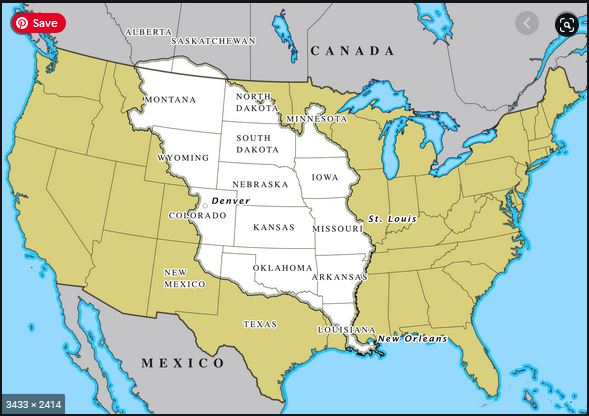 Save
ALBERTA
SASKATCHEWAN
CANADA
MONTANA
NORTH
DAKOTA
MINNESOTA
SOUTH
DAKOTA
WYOMING
IOWA
NEBRASKA
Denver
COLORADO
St. Louis
KANSAS
MISSOURI
NEW
MEXICO
OKLAHOMA
ARKANSAS
TEXAS
LOUISIANA
New Orleans
MEXICO
3433 × 2414